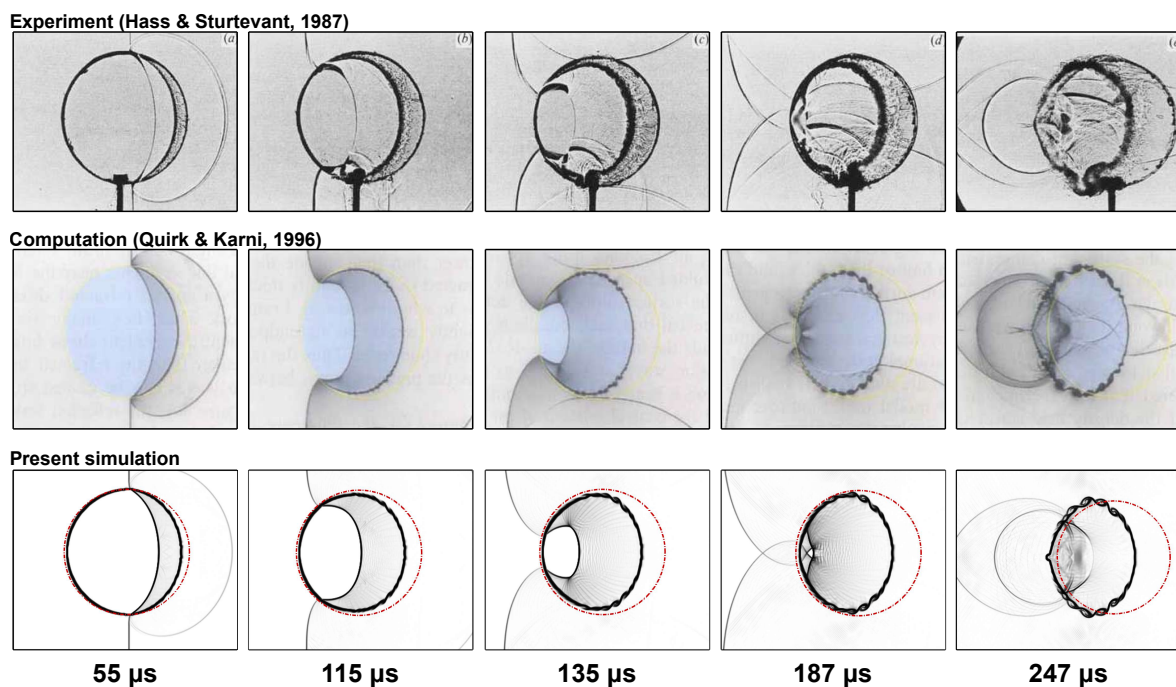 Experiment (Hass & Sturtevant, 1987)
(a)
(b)
(c)
(d
Computation (Quirk & Karni, 1996)
Present simulation
55 µs
115 µs
135 µs
187 µs
247 µs